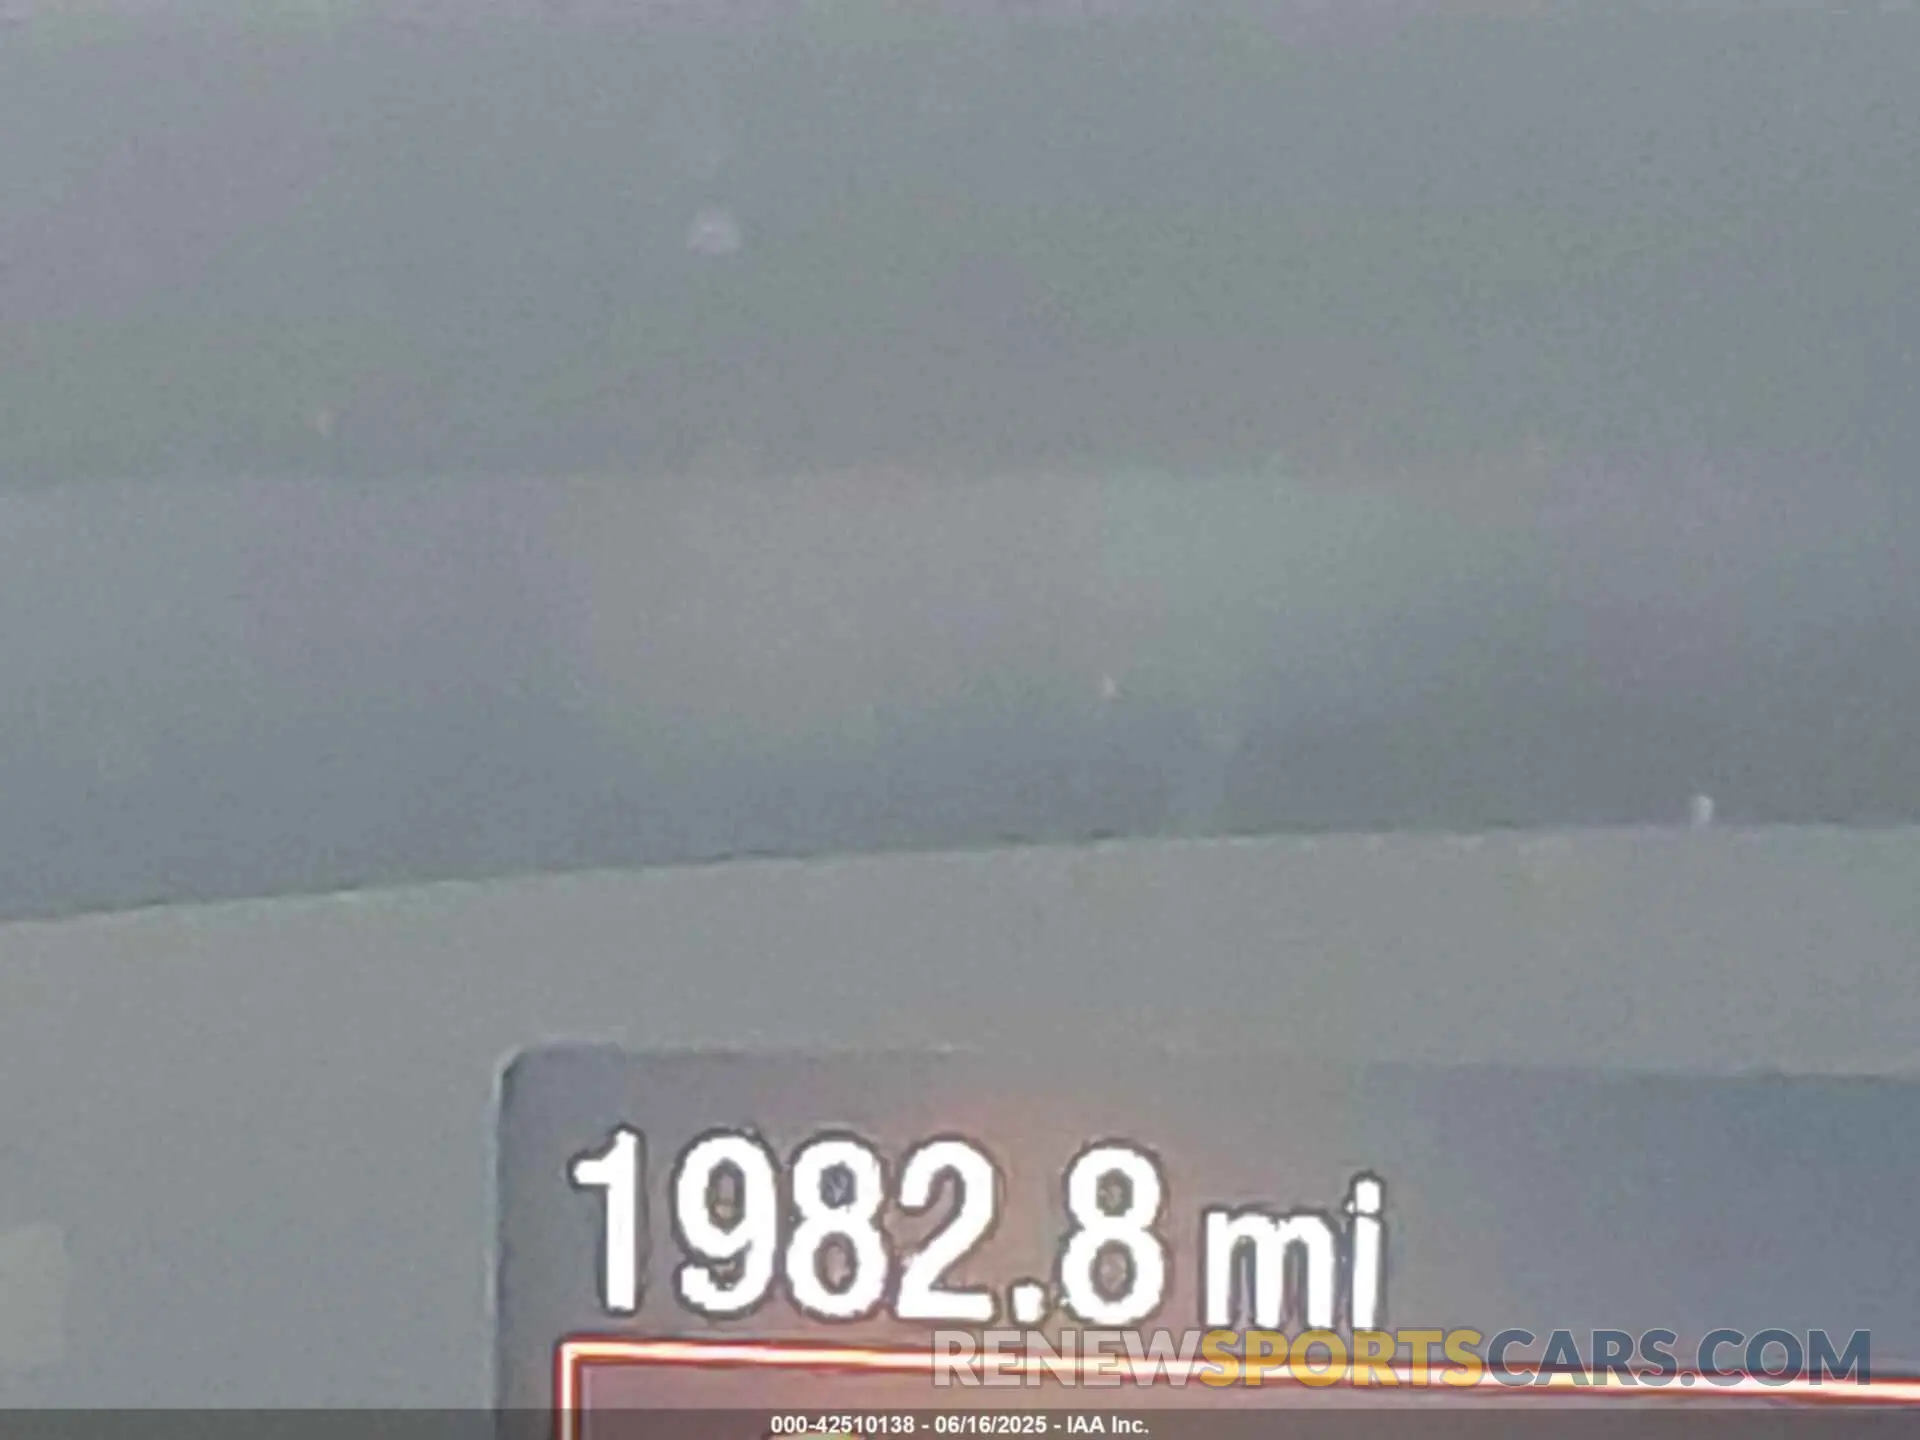 1982.8 mi
RENEWSPORTSCARS.COM
000-42510138 - 06/16/2025 - IAA Inc.